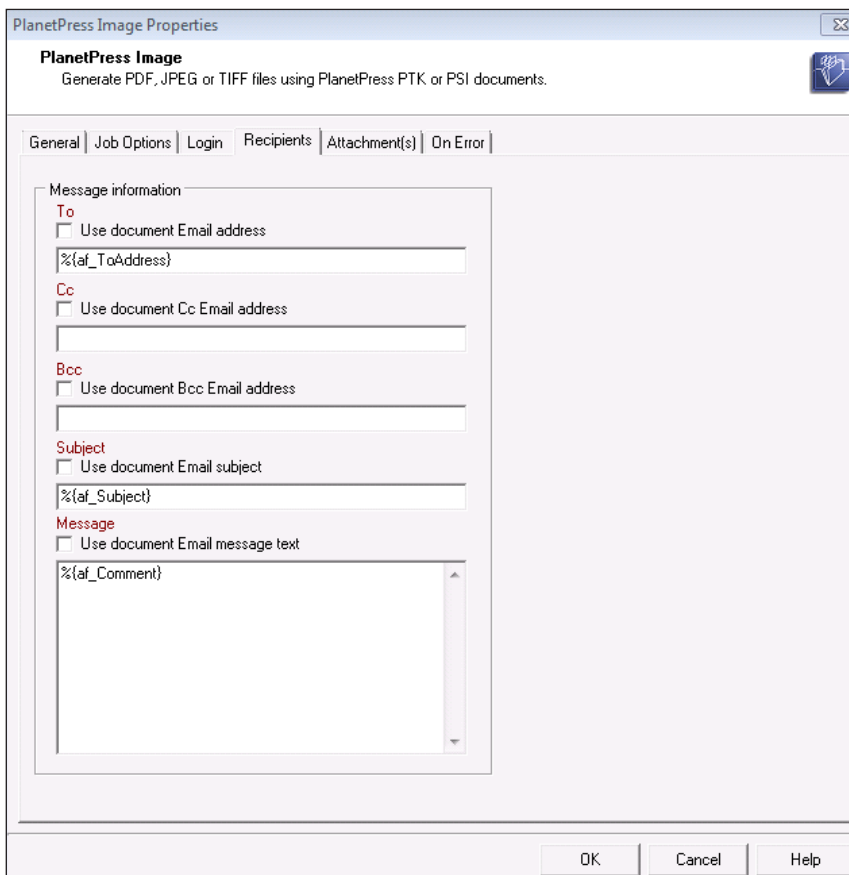 PlanetPress Image Properties
PlanetPress Image
Generate PDF, JPEG or TIFF files using PlanetPress PTK or PSI documents.
General Job Options Login Recipients Attachment(s) On Error
Message information
To
Use document Email address
%{af_ToAddress}
Cc
Use document Cc Email address
Bcc
Use document Bcc Email address
Subject
Use document Email subject
%{af_Subject}
Message
Use document Email message text
%{af_Comment}
OK Cancel Help